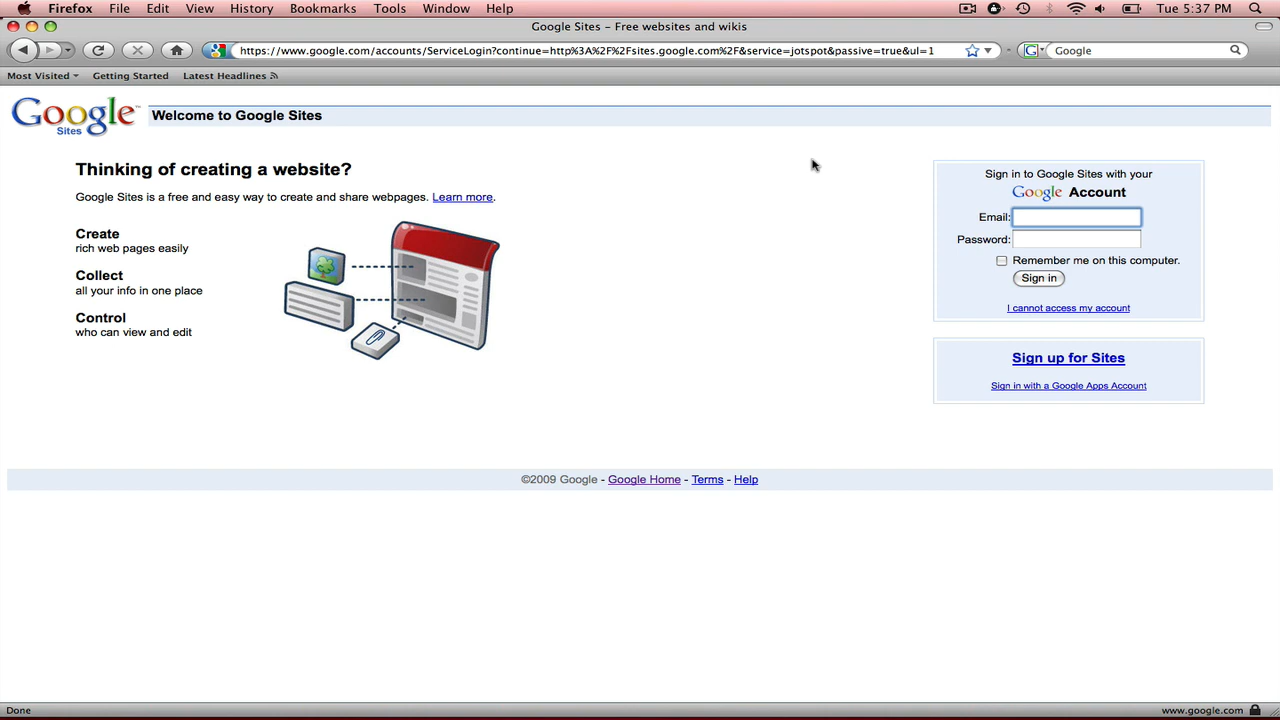 Firefox File Edit View History Bookmarks Tools Window Help Tue 5:37 PM
Google Sites - Free websites and wikis
https://www.google.com/accounts/ServiceLogin?continue=http%3A%2F%2Fsites.google.com%2F&service=jotspot&passive=true&ul=1 Google
Most Visited Getting Started Latest Headlines
Google™ Sites
Welcome to Google Sites
Thinking of creating a website?
Google Sites is a free and easy way to create and share webpages. Learn more.
Create
rich web pages easily
Collect
all your info in one place
Control
who can view and edit
Sign in to Google Sites with your
Google Account
Email:
Password:
Remember me on this computer.
Sign in
I cannot access my account
Sign up for Sites
Sign in with a Google Apps Account
©2009 Google - Google Home - Terms - Help
Done www.google.com